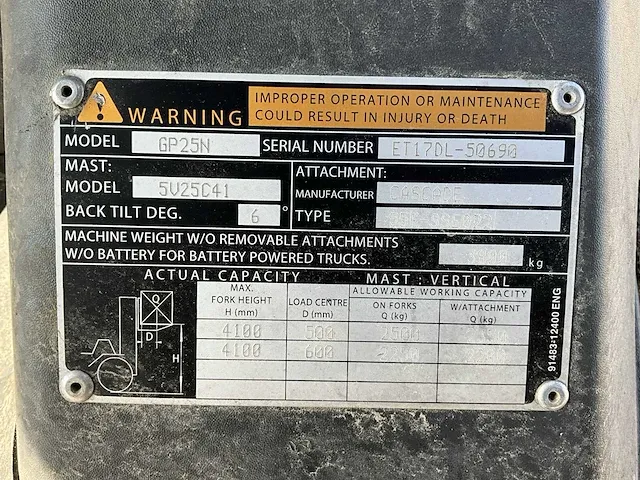 WARNING IMPROPER OPERATION OR MAINTENANCE
COULD RESULT IN INJURY OR DEATH
MODEL GP25N SERIAL NUMBER ET17DL-50690
MAST:
MODEL 5V25C41
BACK TILT DEG. 6°
ATTACHMENT:
MANUFACTURER CASCADE
TYPE
MACHINE WEIGHT W/O REMOVABLE ATTACHMENTS
W/O BATTERY FOR BATTERY POWERED TRUCKS. kg
ACTUAL CAPACITY MAST : VERTICAL
MAX.
FORK HEIGHT
H (mm)
LOAD CENTRE
D (mm)
ALLOWABLE WORKING CAPACITY
ON FORKS
Q (kg)
W/ATTACHMENT
Q (kg)
4100 500 2500
4100 600
Q
D
H
91483-12400 ENG